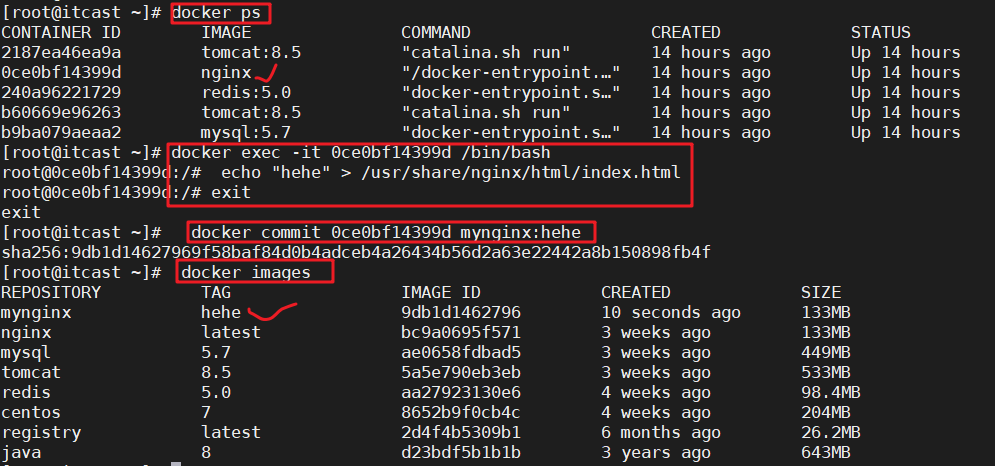 [root@itcast ~]# docker ps
CONTAINER ID        IMAGE               COMMAND                  CREATED             STATUS
2187ea46ea9a        tomcat:8.5          "catalina.sh run"        14 hours ago        Up 14 hours
0ce0bf14399d        nginx               "/docker-entrypoint.…"   14 hours ago        Up 14 hours
240a96221729        redis:5.0           "docker-entrypoint.s…"   14 hours ago        Up 14 hours
b60669e96263        tomcat:8.5          "catalina.sh run"        14 hours ago        Up 14 hours
b9ba079aeaa2        mysql:5.7           "docker-entrypoint.s…"   14 hours ago        Up 14 hours
[root@itcast ~]# docker exec -it 0ce0bf14399d /bin/bash
root@0ce0bf14399d:/#  echo "hehe" > /usr/share/nginx/html/index.html
root@0ce0bf14399d:/# exit
exit
[root@itcast ~]#   docker commit 0ce0bf14399d mynginx:hehe
sha256:9db1d14627969f58baf84d0b4adceb4a26434b56d2a63e22442a8b150898fb4f
[root@itcast ~]#  docker images
REPOSITORY          TAG                 IMAGE ID            CREATED             SIZE
mynginx             hehe                9db1d1462796        10 seconds ago      133MB
nginx               latest              bc9a0695f571        3 weeks ago         133MB
mysql               5.7                 ae0658fdbad5        3 weeks ago         449MB
tomcat              8.5                 5a5e790eb3eb        3 weeks ago         533MB
redis               5.0                 aa27923130e6        4 weeks ago         98.4MB
centos              7                   8652b9f0cb4c        4 weeks ago         204MB
registry            latest              2d4f4b5309b1        6 months ago        26.2MB
java                8                   d23bdf5b1b1b        3 years ago         643MB